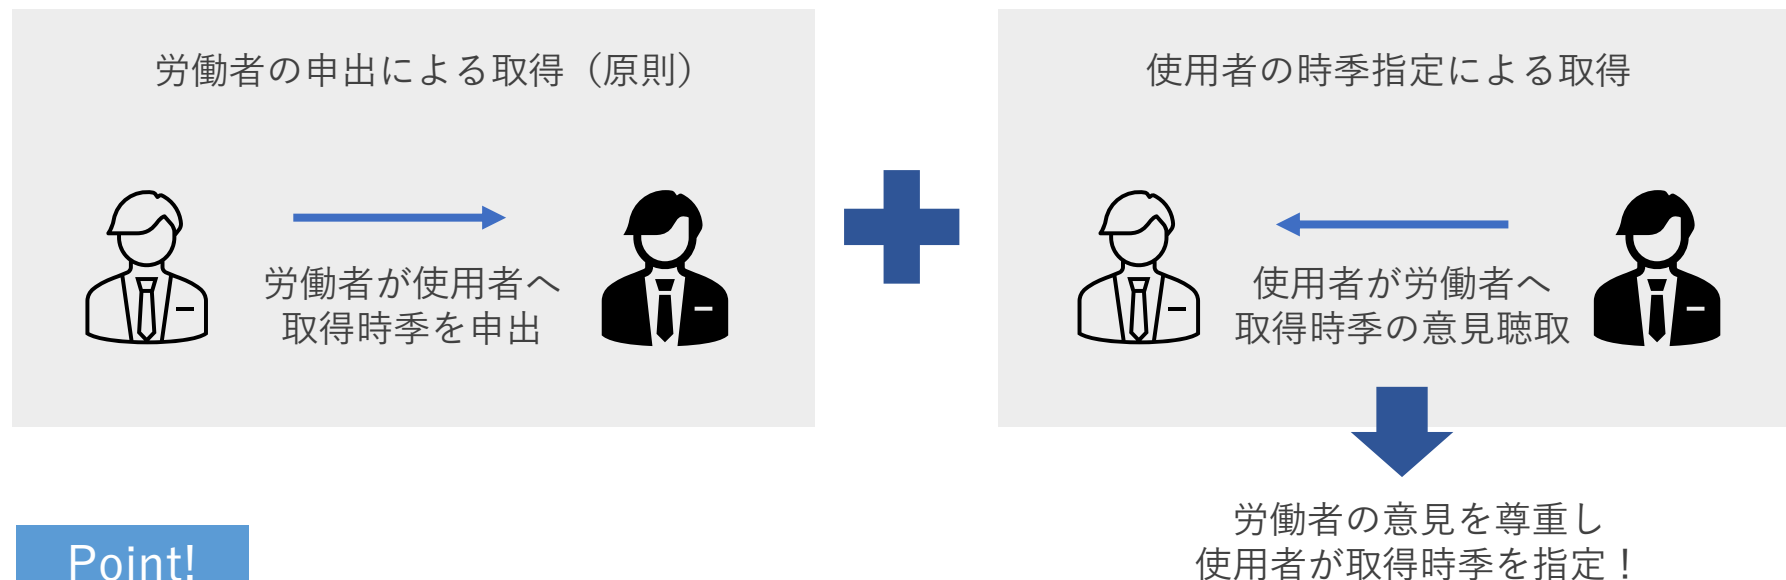 労働者の申出による取得（原則）
労働者が使用者へ
取得時季を申出
使用者の時季指定による取得
使用者が労働者へ
取得時季の意見聴取
労働者の意見を尊重し
使用者が取得時季を指定！
Point!